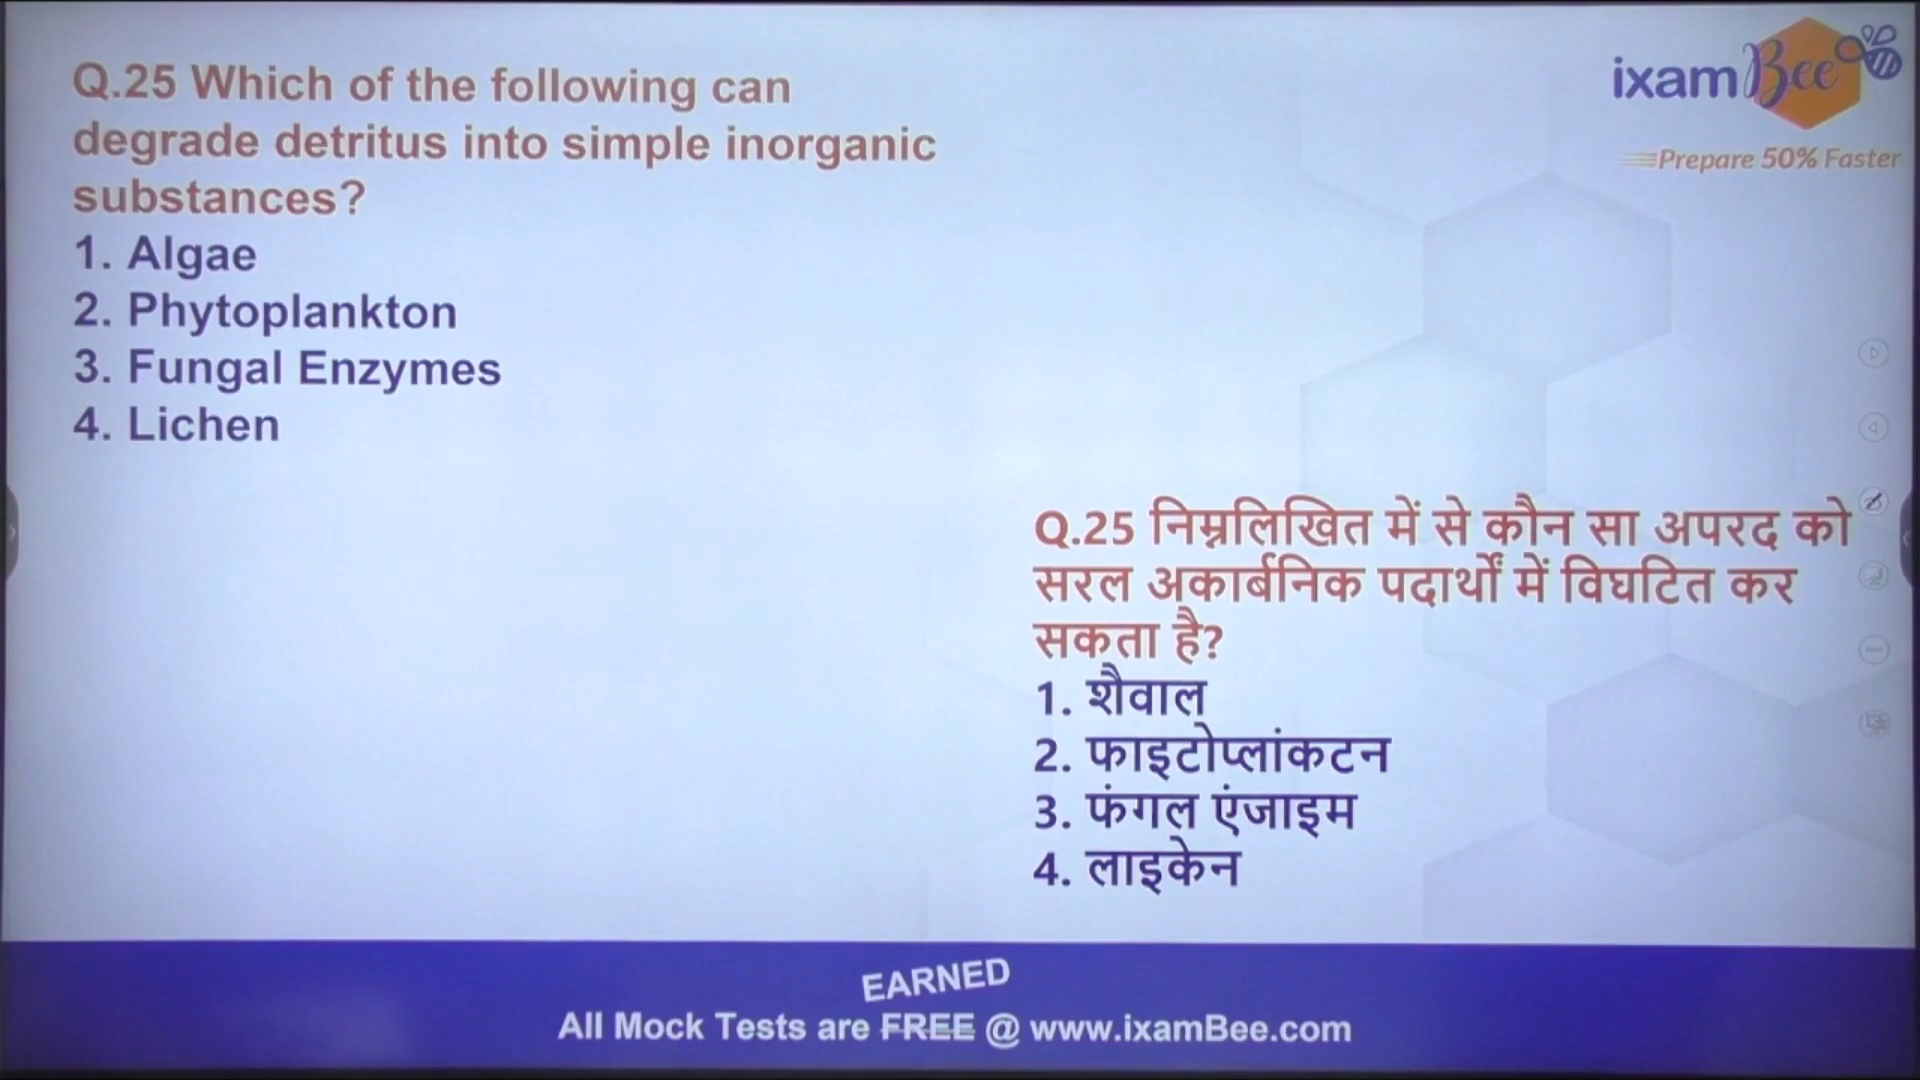 Q.25 Which of the following can
degrade detritus into simple inorganic
substances?
1. Algae
2. Phytoplankton
3. Fungal Enzymes
4. Lichen
ixamBee
Prepare 50% Faster
Q.25 निम्नलिखित में से कौन सा अपरद को
सरल अकार्बनिक पदार्थों में विघटित कर
सकता है?
1. शैवाल
2. फाइटोप्लांकटन
3. फंगल एंजाइम
4. लाइकेन
EARNED
All Mock Tests are FREE @ www.ixamBee.com